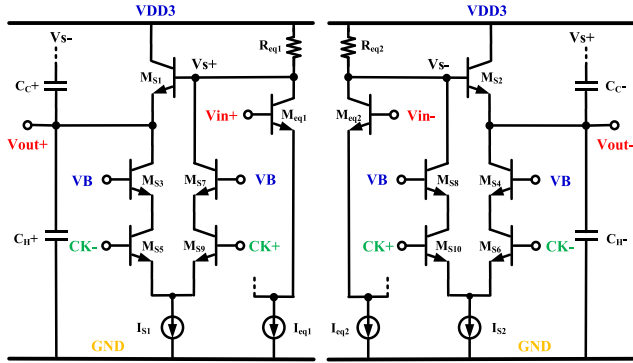 VDD3 VDD3
Vs- Vs+
Req1 Req2
Vs+ Vs-
MS1 MS2
CC+ CC-
Vin+ Meq1 Meq2 Vin-
Vout+ Vout-
VB MS3 MS7 VB VB MS8 MS4 VB
CH+ CH-
CK- MS5 MS9 CK+ CK+ MS10 MS6 CK-
IS1 Ieq1 Ieq2 IS2
GND GND